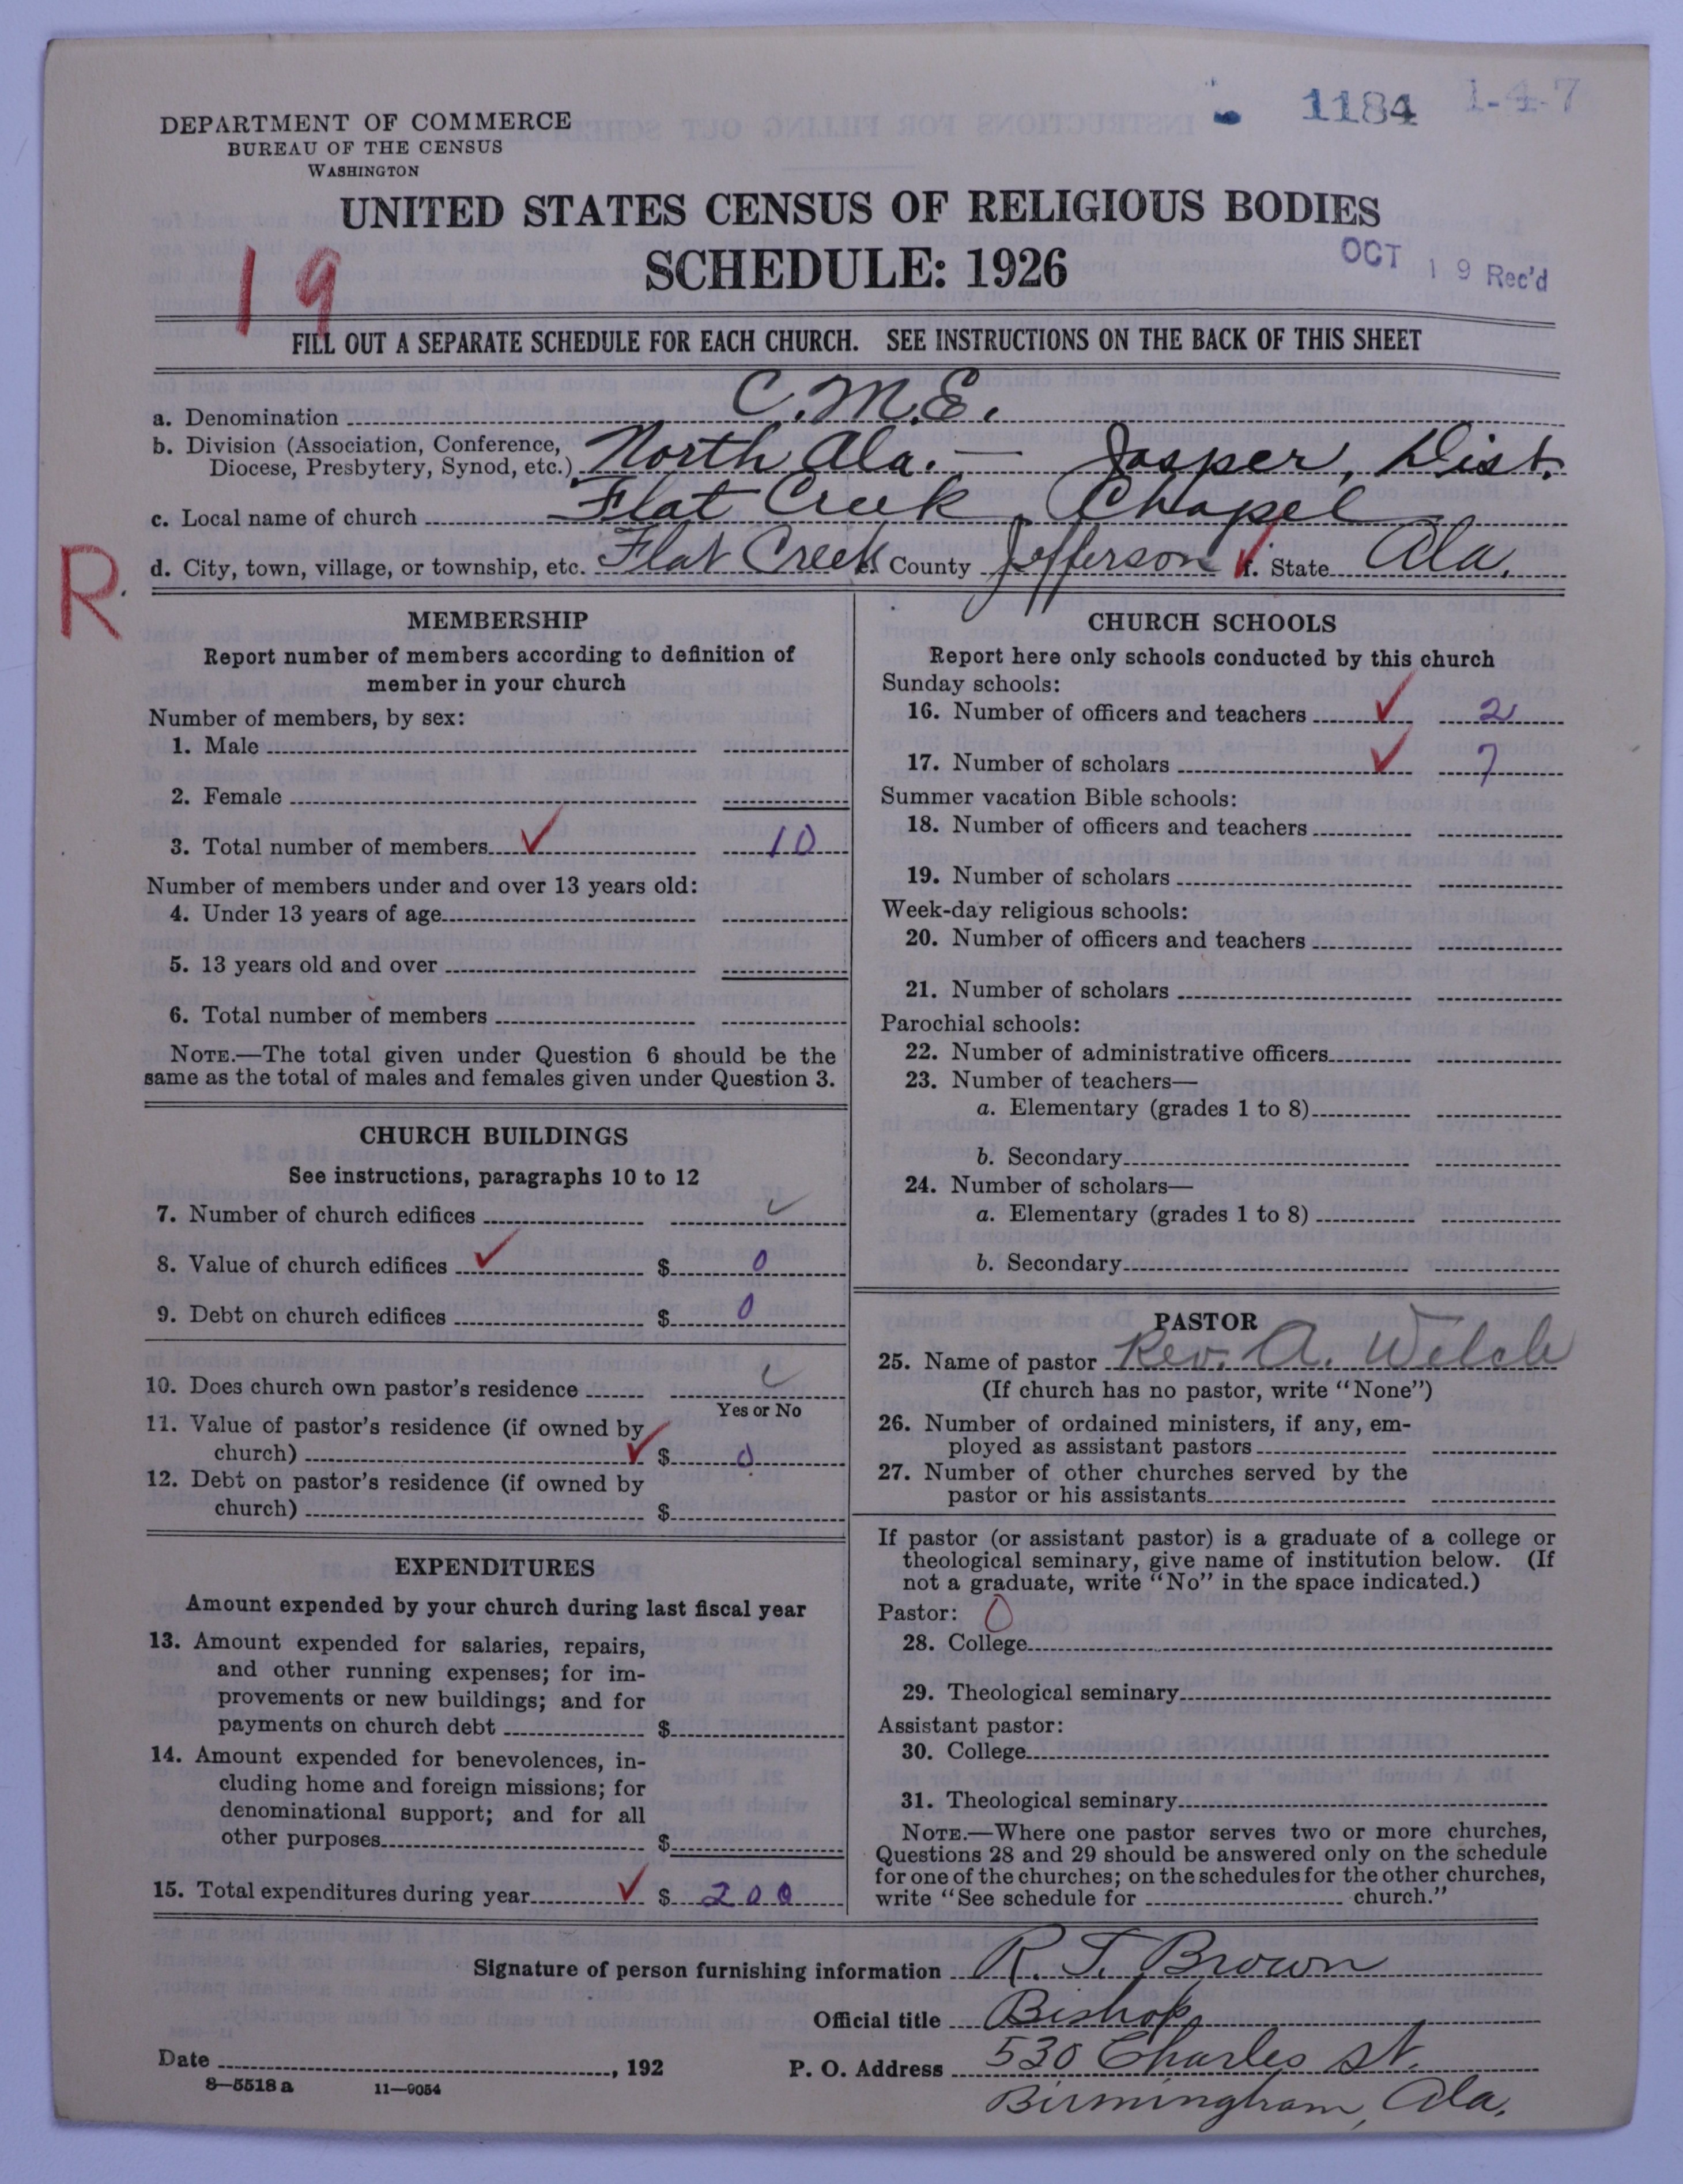 1184 1-4-7
DEPARTMENT OF COMMERCE
BUREAU OF THE CENSUS
WASHINGTON
UNITED STATES CENSUS OF RELIGIOUS BODIES
SCHEDULE: 1926
OCT 19 Rec'd
19
FILL OUT A SEPARATE SCHEDULE FOR EACH CHURCH. SEE INSTRUCTIONS ON THE BACK OF THIS SHEET
a. Denomination C.M.E.
b. Division (Association, Conference,
Diocese, Presbytery, Synod, etc.) North Ala. — Jasper, Dist.
c. Local name of church Flat Creek Chapel
d. City, town, village, or township, etc. Flat Creek County Jefferson f. State Ala.
R
MEMBERSHIP
Report number of members according to definition of
member in your church
Number of members, by sex:
1. Male
2. Female
3. Total number of members ✓ 10
Number of members under and over 13 years old:
4. Under 13 years of age
5. 13 years old and over
6. Total number of members
NOTE.—The total given under Question 6 should be the
same as the total of males and females given under Question 3.
CHURCH BUILDINGS
See instructions, paragraphs 10 to 12
7. Number of church edifices ✓
8. Value of church edifices ✓ $ 0
9. Debt on church edifices $ 0
10. Does church own pastor's residence ✓
Yes or No
11. Value of pastor's residence (if owned by
church) ✓ $ 0
12. Debt on pastor's residence (if owned by
church) $
EXPENDITURES
Amount expended by your church during last fiscal year
13. Amount expended for salaries, repairs,
and other running expenses; for im-
provements or new buildings; and for
payments on church debt $
14. Amount expended for benevolences, in-
cluding home and foreign missions; for
denominational support; and for all
other purposes $
15. Total expenditures during year ✓ $ 200
CHURCH SCHOOLS
Report here only schools conducted by this church
Sunday schools:
16. Number of officers and teachers ✓ 2
17. Number of scholars ✓ 7
Summer vacation Bible schools:
18. Number of officers and teachers
19. Number of scholars
Week-day religious schools:
20. Number of officers and teachers
21. Number of scholars
Parochial schools:
22. Number of administrative officers
23. Number of teachers—
a. Elementary (grades 1 to 8)
b. Secondary
24. Number of scholars—
a. Elementary (grades 1 to 8)
b. Secondary
PASTOR
25. Name of pastor Rev. A. Welch
(If church has no pastor, write "None")
26. Number of ordained ministers, if any, em-
ployed as assistant pastors
27. Number of other churches served by the
pastor or his assistants
If pastor (or assistant pastor) is a graduate of a college or
theological seminary, give name of institution below. (If
not a graduate, write "No" in the space indicated.)
Pastor: 0
28. College
29. Theological seminary
Assistant pastor:
30. College
31. Theological seminary
NOTE.—Where one pastor serves two or more churches,
Questions 28 and 29 should be answered only on the schedule
for one of the churches; on the schedules for the other churches,
write "See schedule for church."
Signature of person furnishing information R. T. Brown
Official title Bishop
Date , 192 P. O. Address 530 Charles St.
8—5518 a 11—9054 Birmingham, Ala.